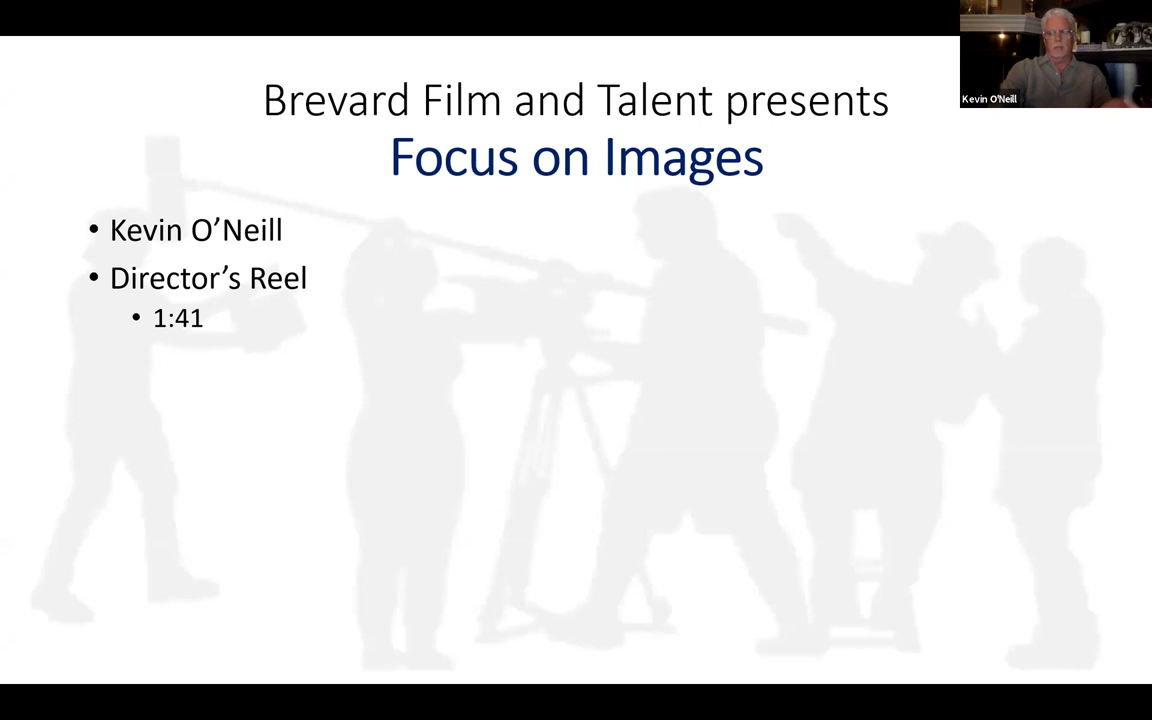 Brevard Film and Talent presents
Focus on Images
• Kevin O’Neill
• Director’s Reel
• 1:41
Kevin O'Neill